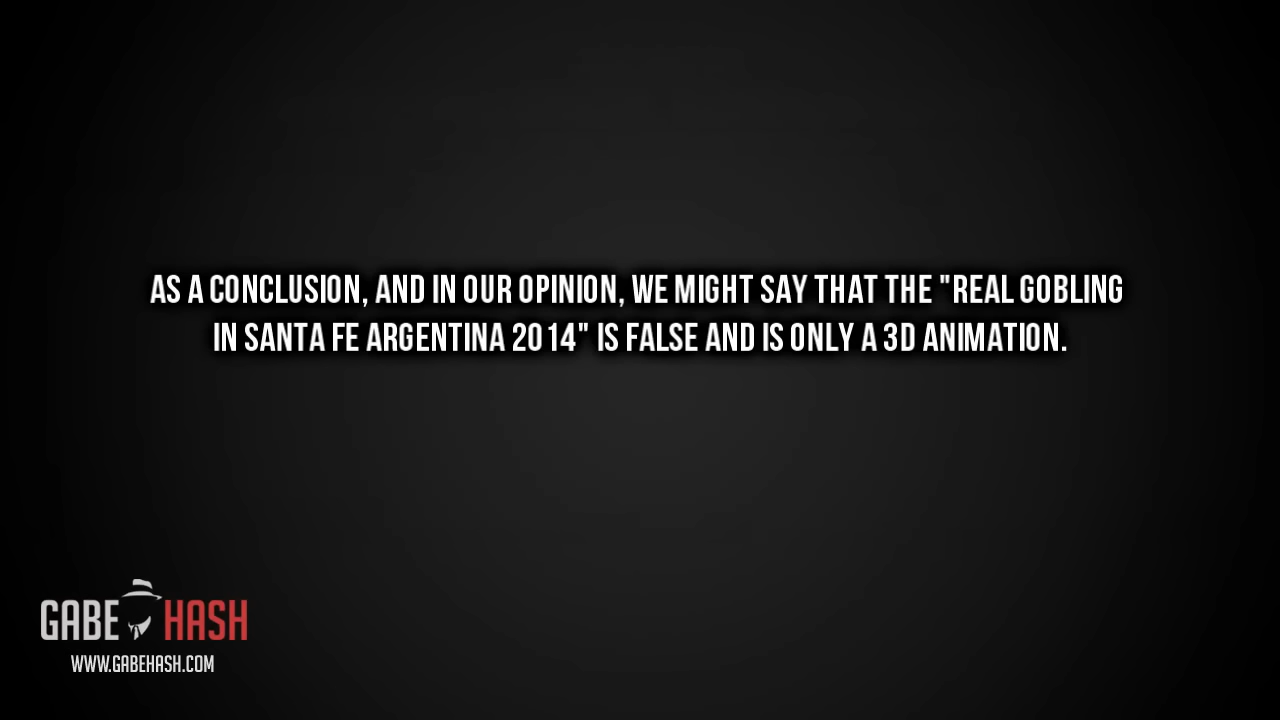 AS A CONCLUSION, AND IN OUR OPINION, WE MIGHT SAY THAT THE "REAL GOBLING
IN SANTA FE ARGENTINA 2014" IS FALSE AND IS ONLY A 3D ANIMATION.
GABE HASH
WWW.GABEHASH.COM